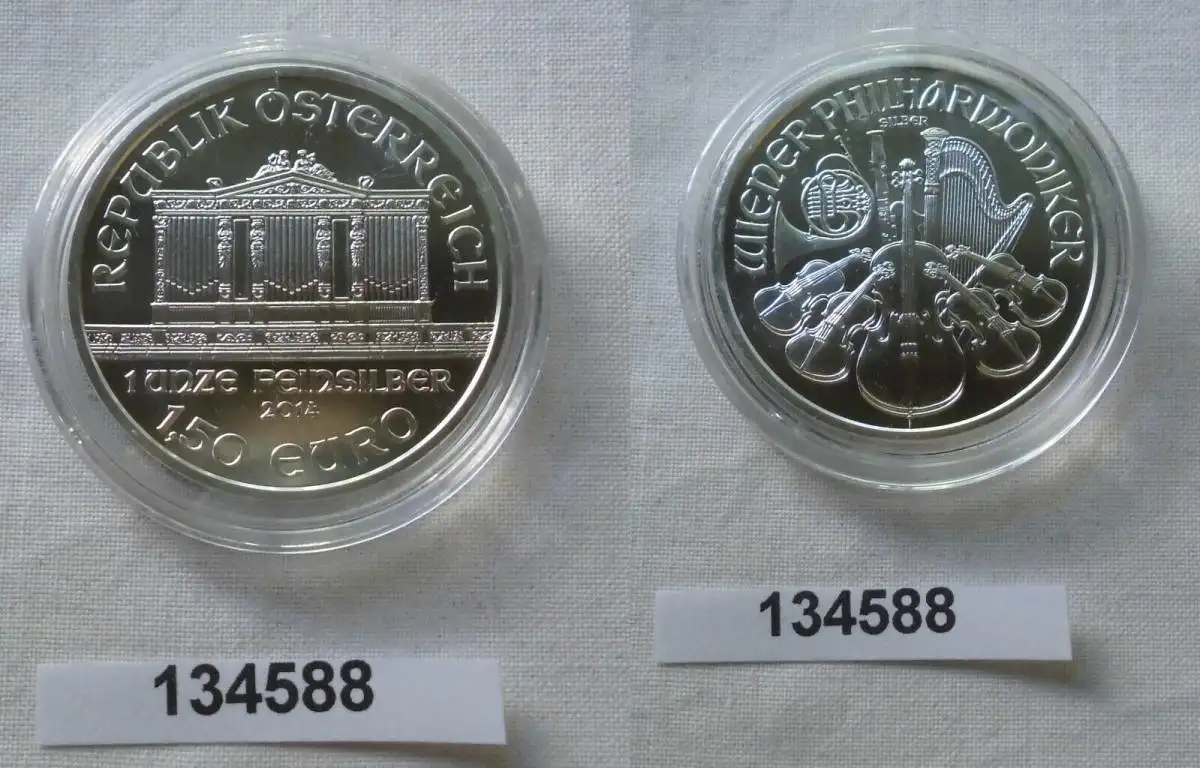 REPUBLIK ÖSTERREICH
1 UNZE FEINSILBER
2014
1,50 EURO
134588
WIENER PHILHARMONIKER
SILBER
134588